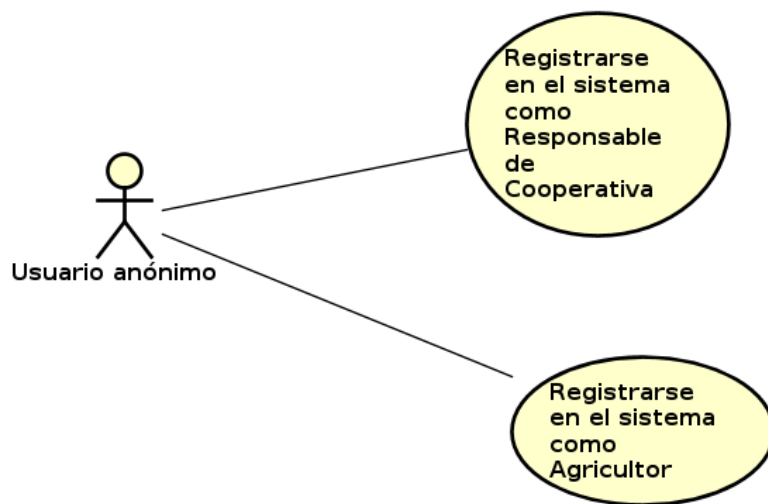 Registrarse
en el sistema
como
Responsable
de
Cooperativa
Usuario anónimo
Registrarse
en el sistema
como
Agricultor